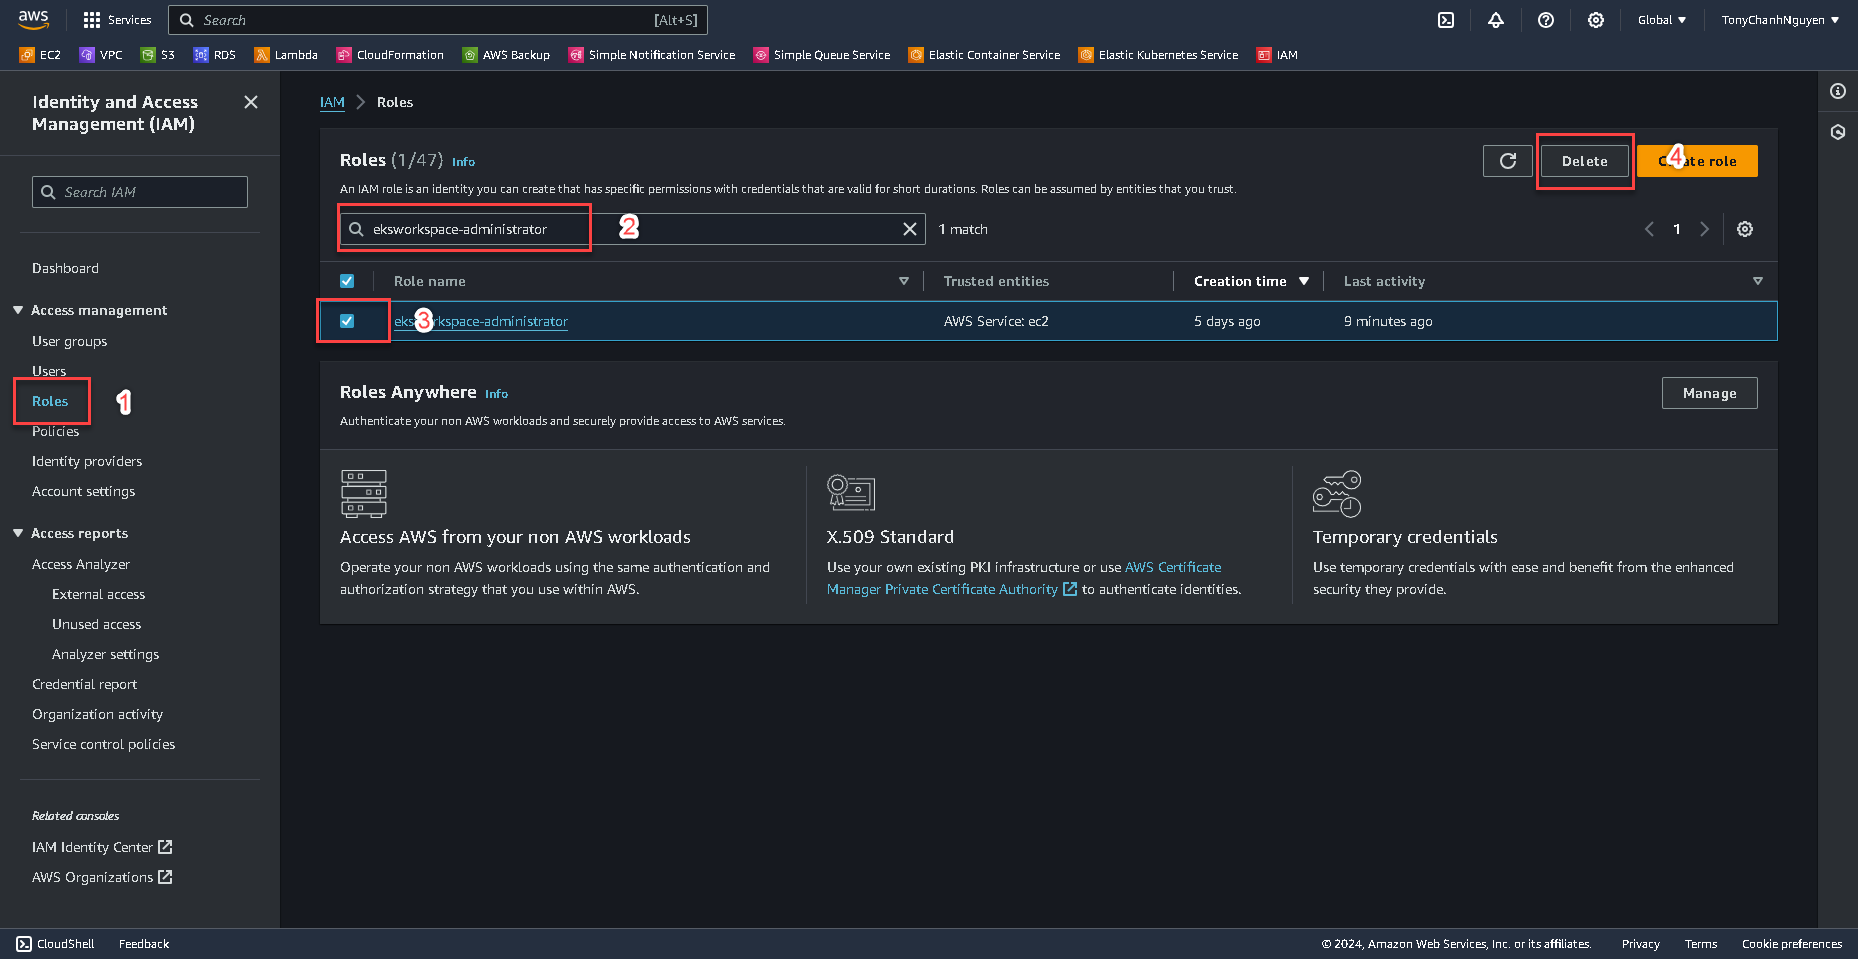 aws
Services
Search
[Alt+S]
Global
TonyChanhNguyen
EC2
VPC
S3
RDS
Lambda
CloudFormation
AWS Backup
Simple Notification Service
Simple Queue Service
Elastic Container Service
Elastic Kubernetes Service
IAM
Identity and Access
Management (IAM)
Search IAM
Dashboard
Access management
User groups
Users
Roles
1
Policies
Identity providers
Account settings
Access reports
Access Analyzer
External access
Unused access
Analyzer settings
Credential report
Organization activity
Service control policies
Related consoles
IAM Identity Center
AWS Organizations
IAM
Roles
Roles (1/47) Info
Delete
4
role
An IAM role is an identity you can create that has specific permissions with credentials that are valid for short durations. Roles can be assumed by entities that you trust.
eksworkspace-administrator
2
1 match
1
Role name
Trusted entities
Creation time
Last activity
3
eksworkspace-administrator
AWS Service: ec2
5 days ago
9 minutes ago
Roles Anywhere Info
Manage
Authenticate your non AWS workloads and securely provide access to AWS services.
Access AWS from your non AWS workloads
Operate your non AWS workloads using the same authentication and
authorization strategy that you use within AWS.
X.509 Standard
Use your own existing PKI infrastructure or use AWS Certificate
Manager Private Certificate Authority to authenticate identities.
Temporary credentials
Use temporary credentials with ease and benefit from the enhanced
security they provide.
CloudShell
Feedback
© 2024, Amazon Web Services, Inc. or its affiliates.
Privacy
Terms
Cookie preferences